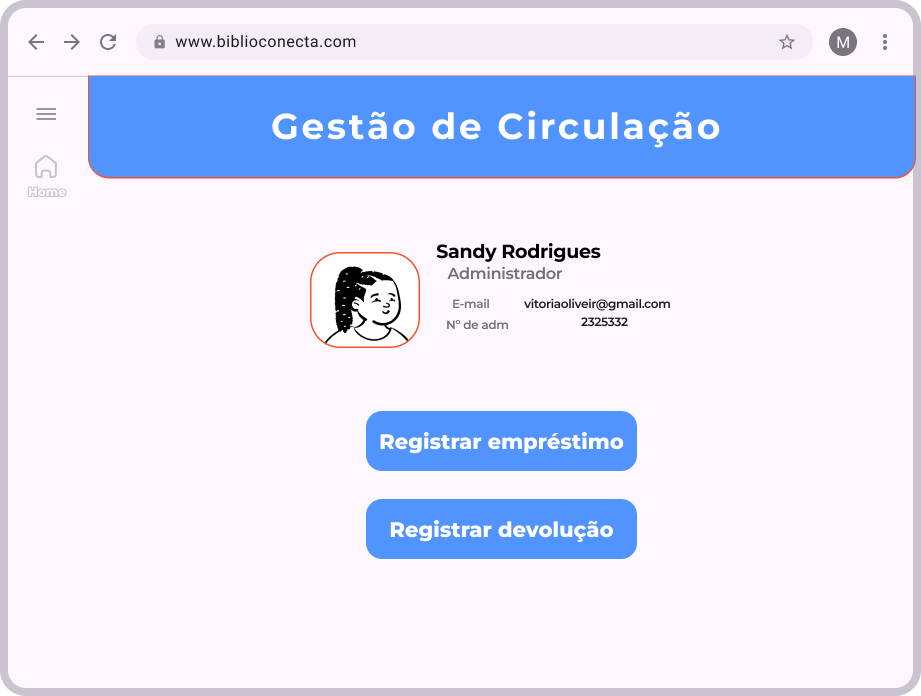 www.biblioconecta.com
M
Gestão de Circulação
Home
Sandy Rodrigues
Administrador
E-mail vitoriaoliveir@gmail.com
Nº de adm 2325332
Registrar empréstimo
Registrar devolução